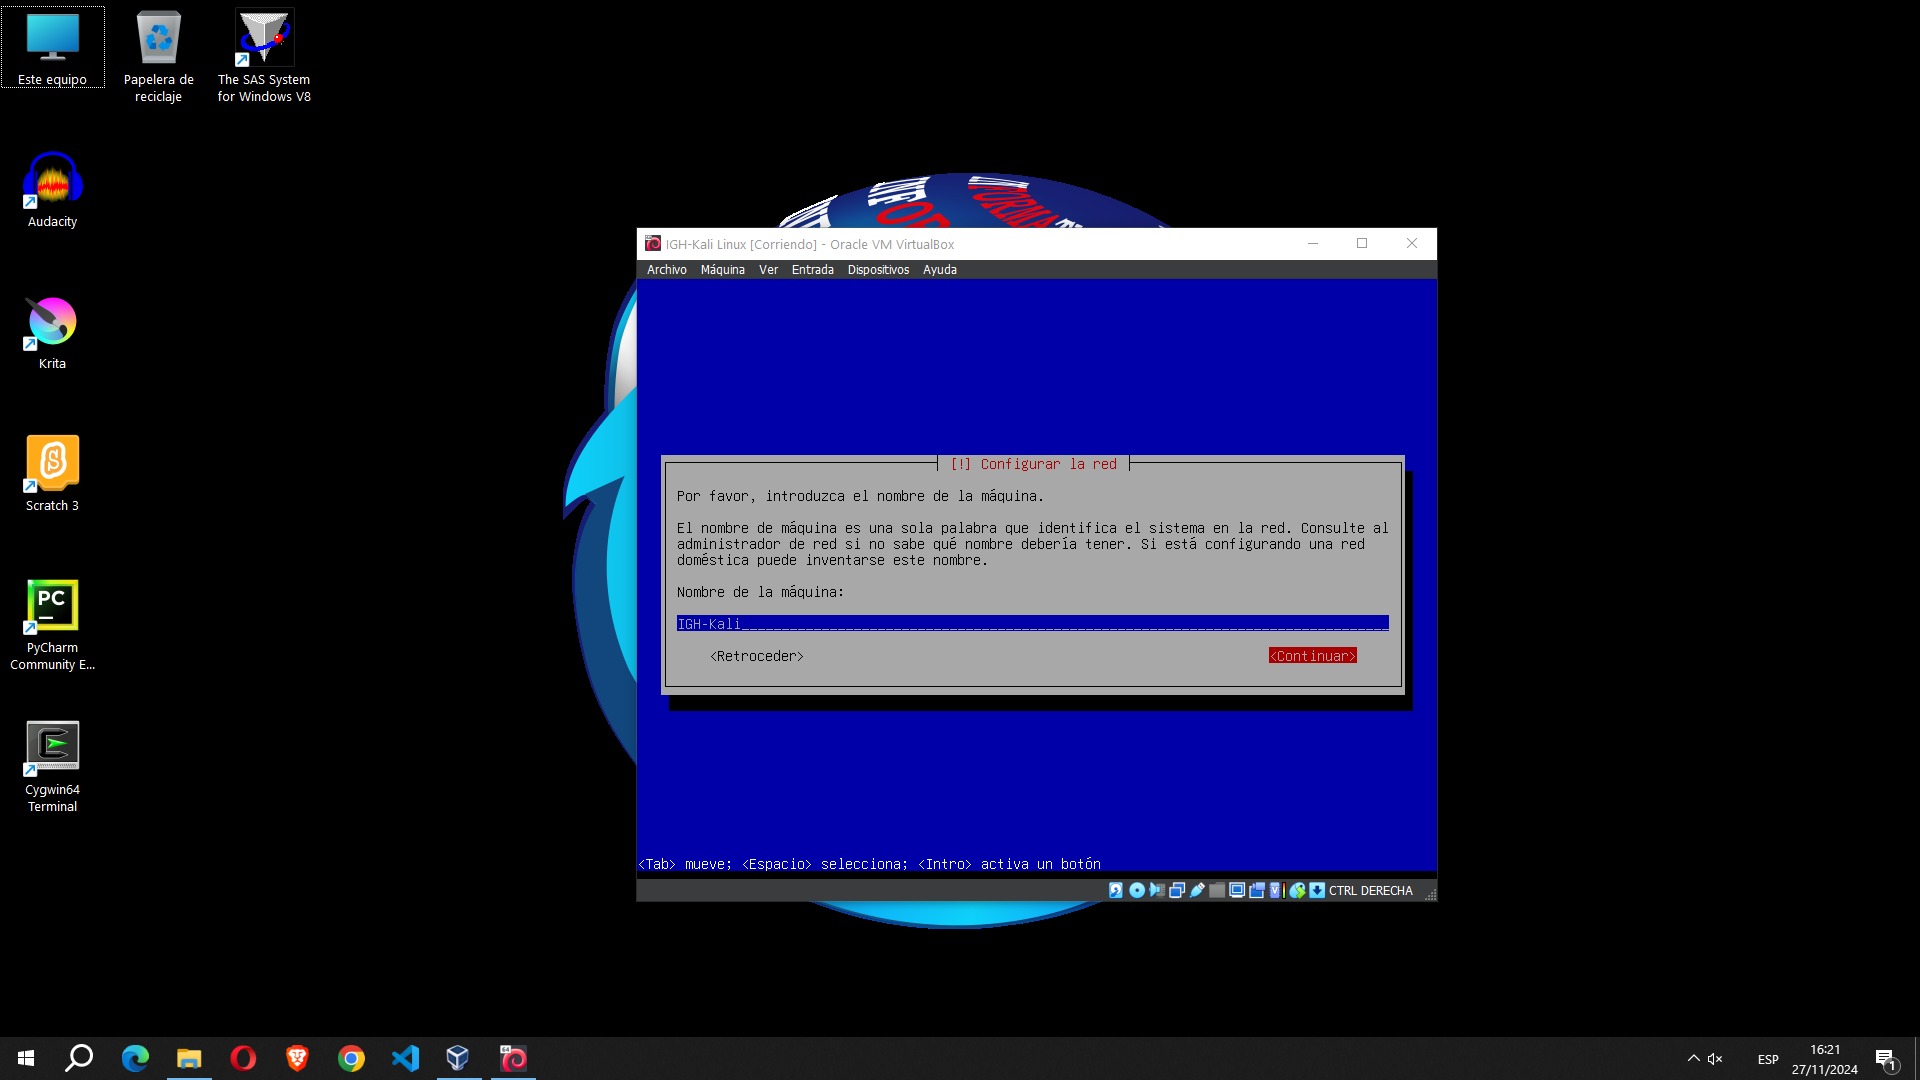 Este equipo
Papelera de
reciclaje
The SAS System
for Windows V8
Audacity
Krita
Scratch 3
PyCharm
Community E...
Cygwin64
Terminal
IGH-Kali Linux [Corriendo] - Oracle VM VirtualBox
Archivo Máquina Ver Entrada Dispositivos Ayuda
[!] Configurar la red
Por favor, introduzca el nombre de la máquina.
El nombre de máquina es una sola palabra que identifica el sistema en la red. Consulte al
administrador de red si no sabe qué nombre debería tener. Si está configurando una red
doméstica puede inventarse este nombre.
Nombre de la máquina:
IGH-Kali
<Retroceder> <Continuar>
<Tab> mueve; <Espacio> selecciona; <Intro> activa un botón
CTRL DERECHA
ESP
16:21
27/11/2024
1